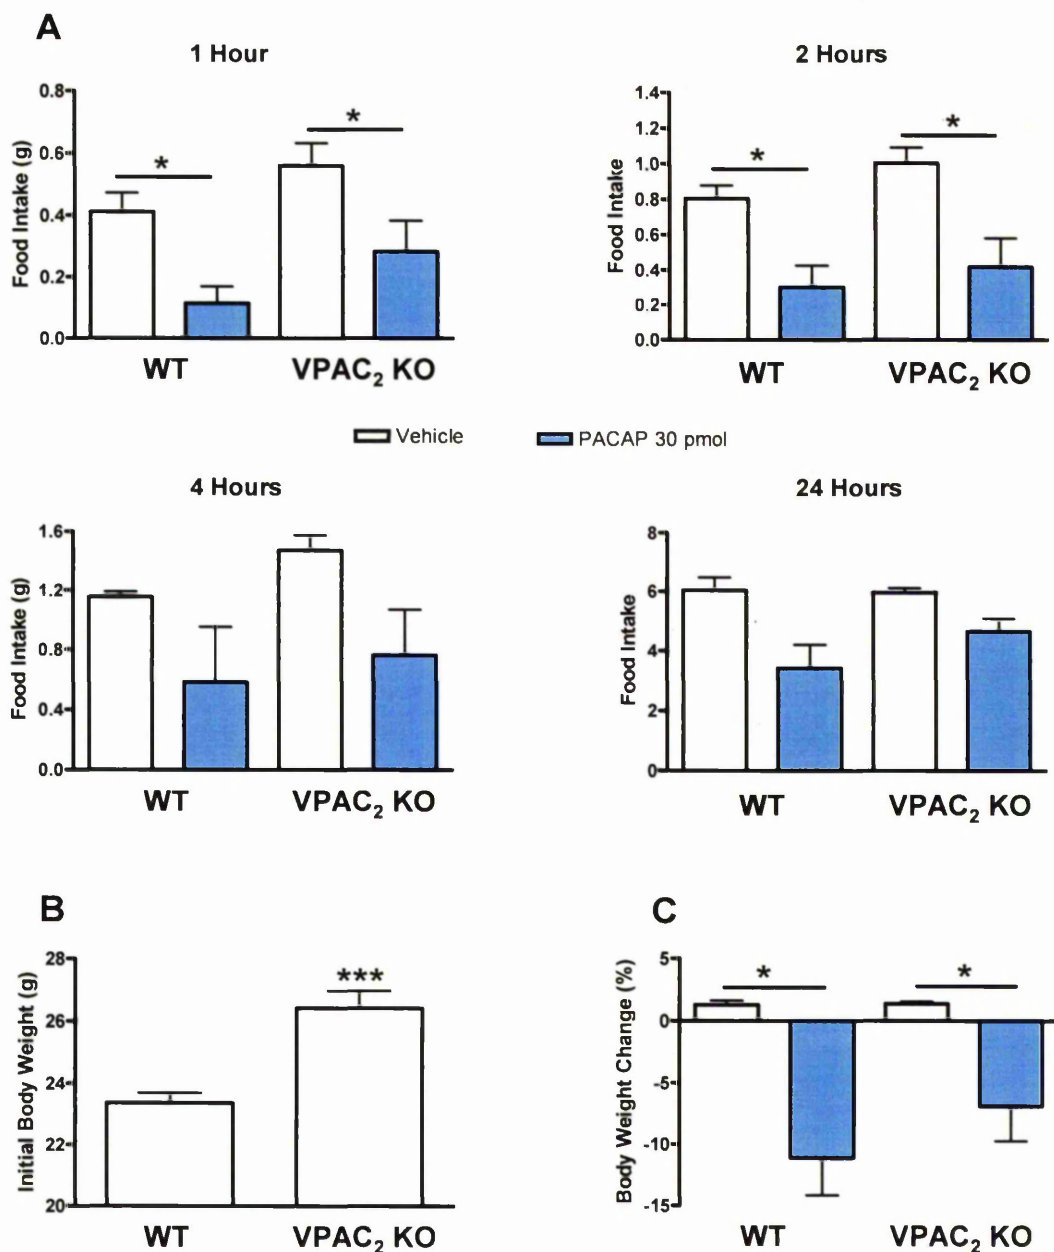 A
1 Hour
2 Hours
Food Intake (g)
0.8
0.6
0.4
0.2
0.0
*
*
WT
VPAC₂ KO
Food Intake
1.4
1.2
1.0
0.8
0.6
0.4
0.2
0.0
*
*
WT
VPAC₂ KO
Vehicle
PACAP 30 pmol
4 Hours
24 Hours
Food Intake (g)
1.6
1.2
0.8
0.4
0.0
WT
VPAC₂ KO
Food Intake
8
6
4
2
0
WT
VPAC₂ KO
B
Initial Body Weight (g)
28
26
24
22
20
***
WT
VPAC₂ KO
C
Body Weight Change (%)
5
0
-5
-10
-15
*
*
WT
VPAC₂ KO